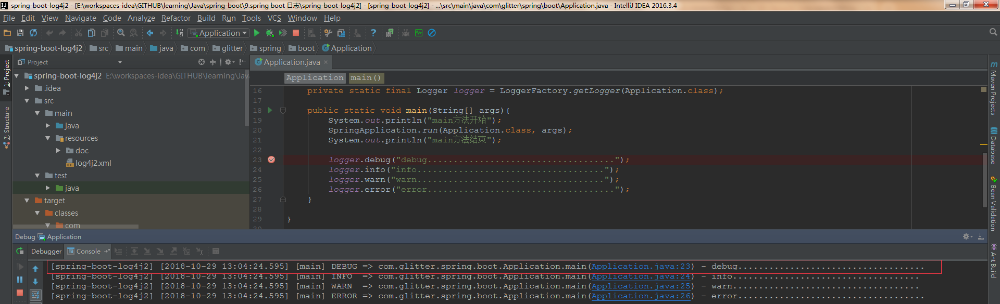 spring-boot-log4j2 - [E:\workspaces-idea\GITHUB\learning\Java\spring-boot\9.spring boot 日志\spring-boot-log4j2] - [spring-boot-log4j2] - ...\src\main\java\com\glitter\spring\boot\Application.java - IntelliJ IDEA 2016.3.4
File Edit View Navigate Code Analyze Refactor Build Run Tools VCS Window Help
Application
spring-boot-log4j2 src main java com glitter spring boot Application
1: Project
7: Structure
Project
spring-boot-log4j2 E:\workspaces-idea\GITHUB\learning\Jav
.idea
src
main
java
resources
doc
log4j2.xml
test
java
target
classes
com
Application.java
Application main()
16 private static final Logger logger = LoggerFactory.getLogger(Application.class);
17
18 public static void main(String[] args){
19 System.out.println("main方法开始");
20 SpringApplication.run(Application.class, args);
21 System.out.println("main方法结束");
22
23 logger.debug("debug....................................");
24 logger.info("info....................................");
25 logger.warn("warn....................................");
26 logger.error("error....................................");
27 }
28
29 }
30
Maven Projects
Database
Bean Validation
Ant Build
Debug Application
Debugger Console
[spring-boot-log4j2] [2018-10-29 13:04:24.595] [main] DEBUG => com.glitter.spring.boot.Application.main(Application.java:23) - debug....................................
[spring-boot-log4j2] [2018-10-29 13:04:24.595] [main] INFO => com.glitter.spring.boot.Application.main(Application.java:24) - info....................................
[spring-boot-log4j2] [2018-10-29 13:04:24.595] [main] WARN => com.glitter.spring.boot.Application.main(Application.java:25) - warn....................................
[spring-boot-log4j2] [2018-10-29 13:04:24.595] [main] ERROR => com.glitter.spring.boot.Application.main(Application.java:26) - error....................................